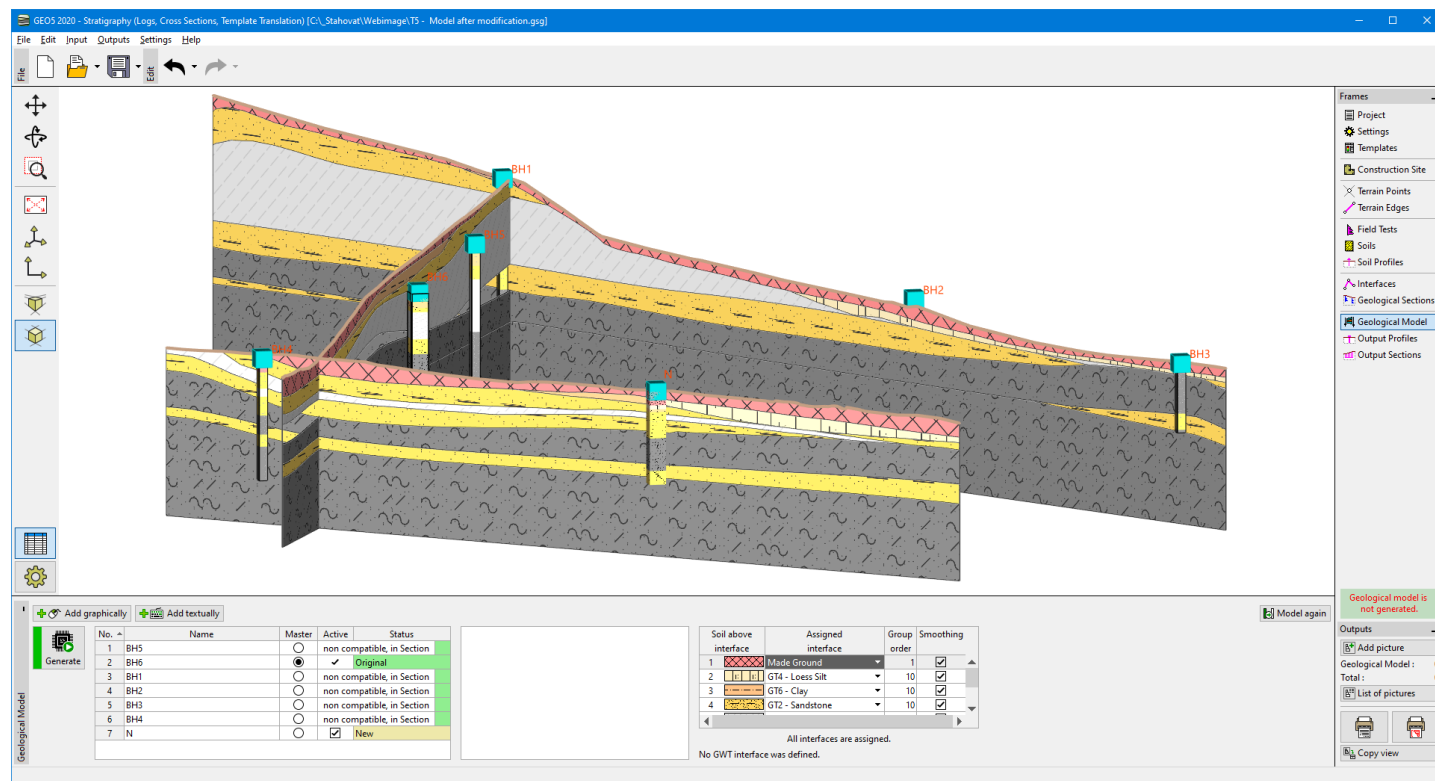 GEO5 2020 - Stratigraphy (Logs, Cross Sections, Template Translation) [C:\_Stahovat\Webimage\T5 - Model after modification.gsg]
File Edit Input Outputs Settings Help
File
Edit
BH1
BH2
BH3
N
Frames
Project
Settings
Templates
Construction Site
Terrain Points
Terrain Edges
Field Tests
Soils
Soil Profiles
Interfaces
Geological Sections
Geological Model
Output Profiles
Output Sections
Geological model is
not generated.
Outputs
Add picture
Geological Model :
Total :
List of pictures
Copy view
Geological Model
Add graphically Add textually
Generate
No. Name Master Active Status
1 BH5 non compatible, in Section
2 BH6 Original
3 BH1 non compatible, in Section
4 BH2 non compatible, in Section
5 BH3 non compatible, in Section
6 BH4 non compatible, in Section
7 N New
Model again
Soil above Assigned Group Smoothing
interface interface order
1 Made Ground 1
2 GT4 - Loess Silt 10
3 GT6 - Clay 10
4 GT2 - Sandstone 10
All interfaces are assigned.
No GWT interface was defined.